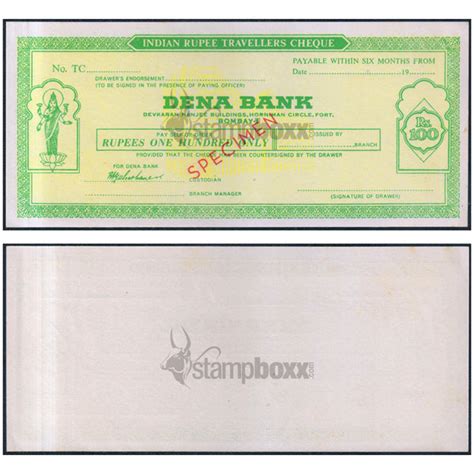 INDIAN RUPEE TRAVELLERS CHEQUE
No. TC
PAYABLE WITHIN SIX MONTHS FROM
Date 19
DRAWER'S ENDORSEMENT
(TO BE SIGNED IN THE PRESENCE OF PAYING OFFICER)
DENA BANK
DEVKARAN NANJEE BUILDINGS, HORNIMAN CIRCLE, FORT,
BOMBAY-1
Rs. 100
PAY SELF OR ORDER
ISSUED BY
RUPEES ONE HUNDRED ONLY
BRANCH
SPECIMEN
PROVIDED THAT THE CHEQUE HAS BEEN COUNTERSIGNED BY THE DRAWER
FOR DENA BANK
CUSTODIAN
BRANCH MANAGER
(SIGNATURE OF DRAWER)
stampboxx
stampboxx.com